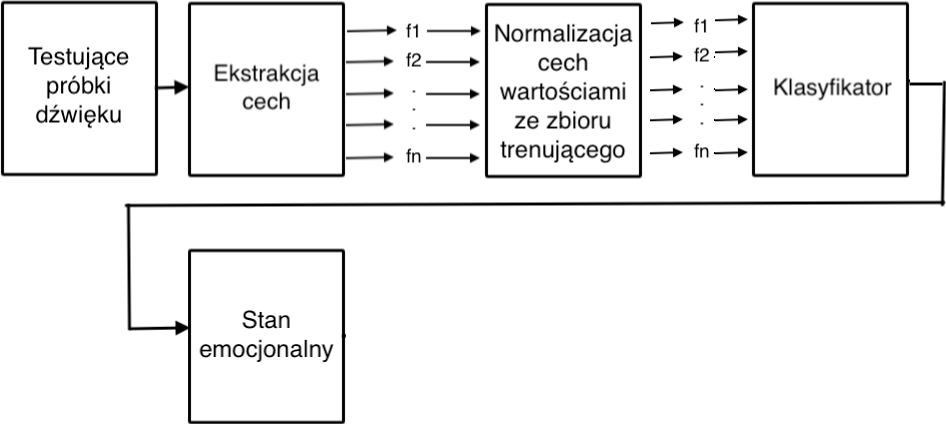 Testujące
próbki
dźwięku
Ekstrakcja
cech
f1
f2
.
.
fn
Normalizacja
cech
wartościami
ze zbioru
trenującego
f1
f2
.
.
.
fn
Klasyfikator
Stan
emocjonalny